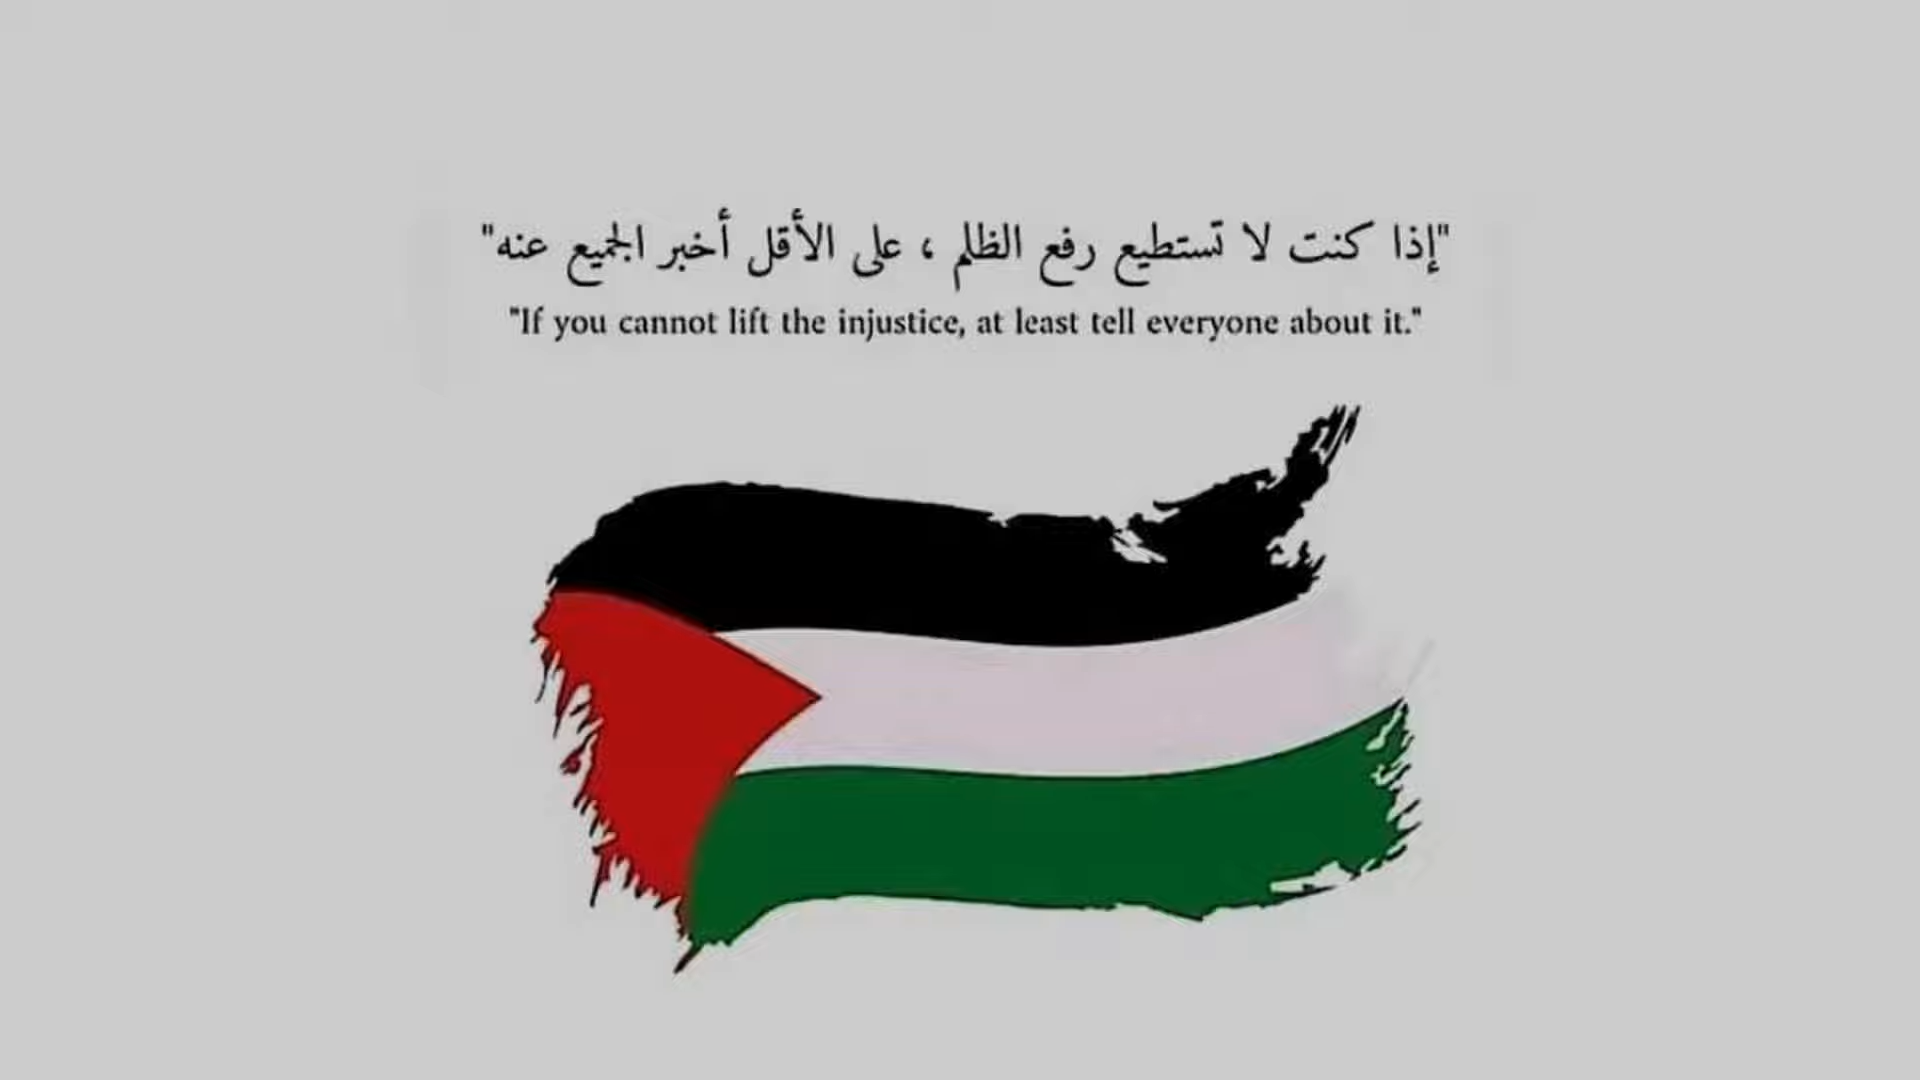 "إذا كنت لا تستطيع رفع الظلم ، على الأقل أخبر الجميع عنه"
"If you cannot lift the injustice, at least tell everyone about it."